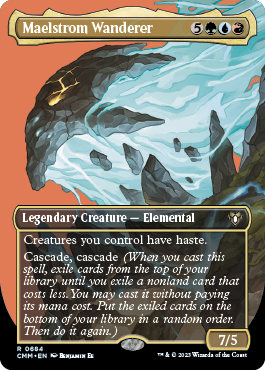 Maelstrom Wanderer 5
Legendary Creature — Elemental
Creatures you control have haste.
Cascade, cascade (When you cast this
spell, exile cards from the top of your
library until you exile a nonland card that
costs less. You may cast it without paying
its mana cost. Put the exiled cards on the
bottom of your library in a random order.
Then do it again.)
7/5
R 0664
CMM • EN Benjamin Ee
™ & © 2023 Wizards of the Coast